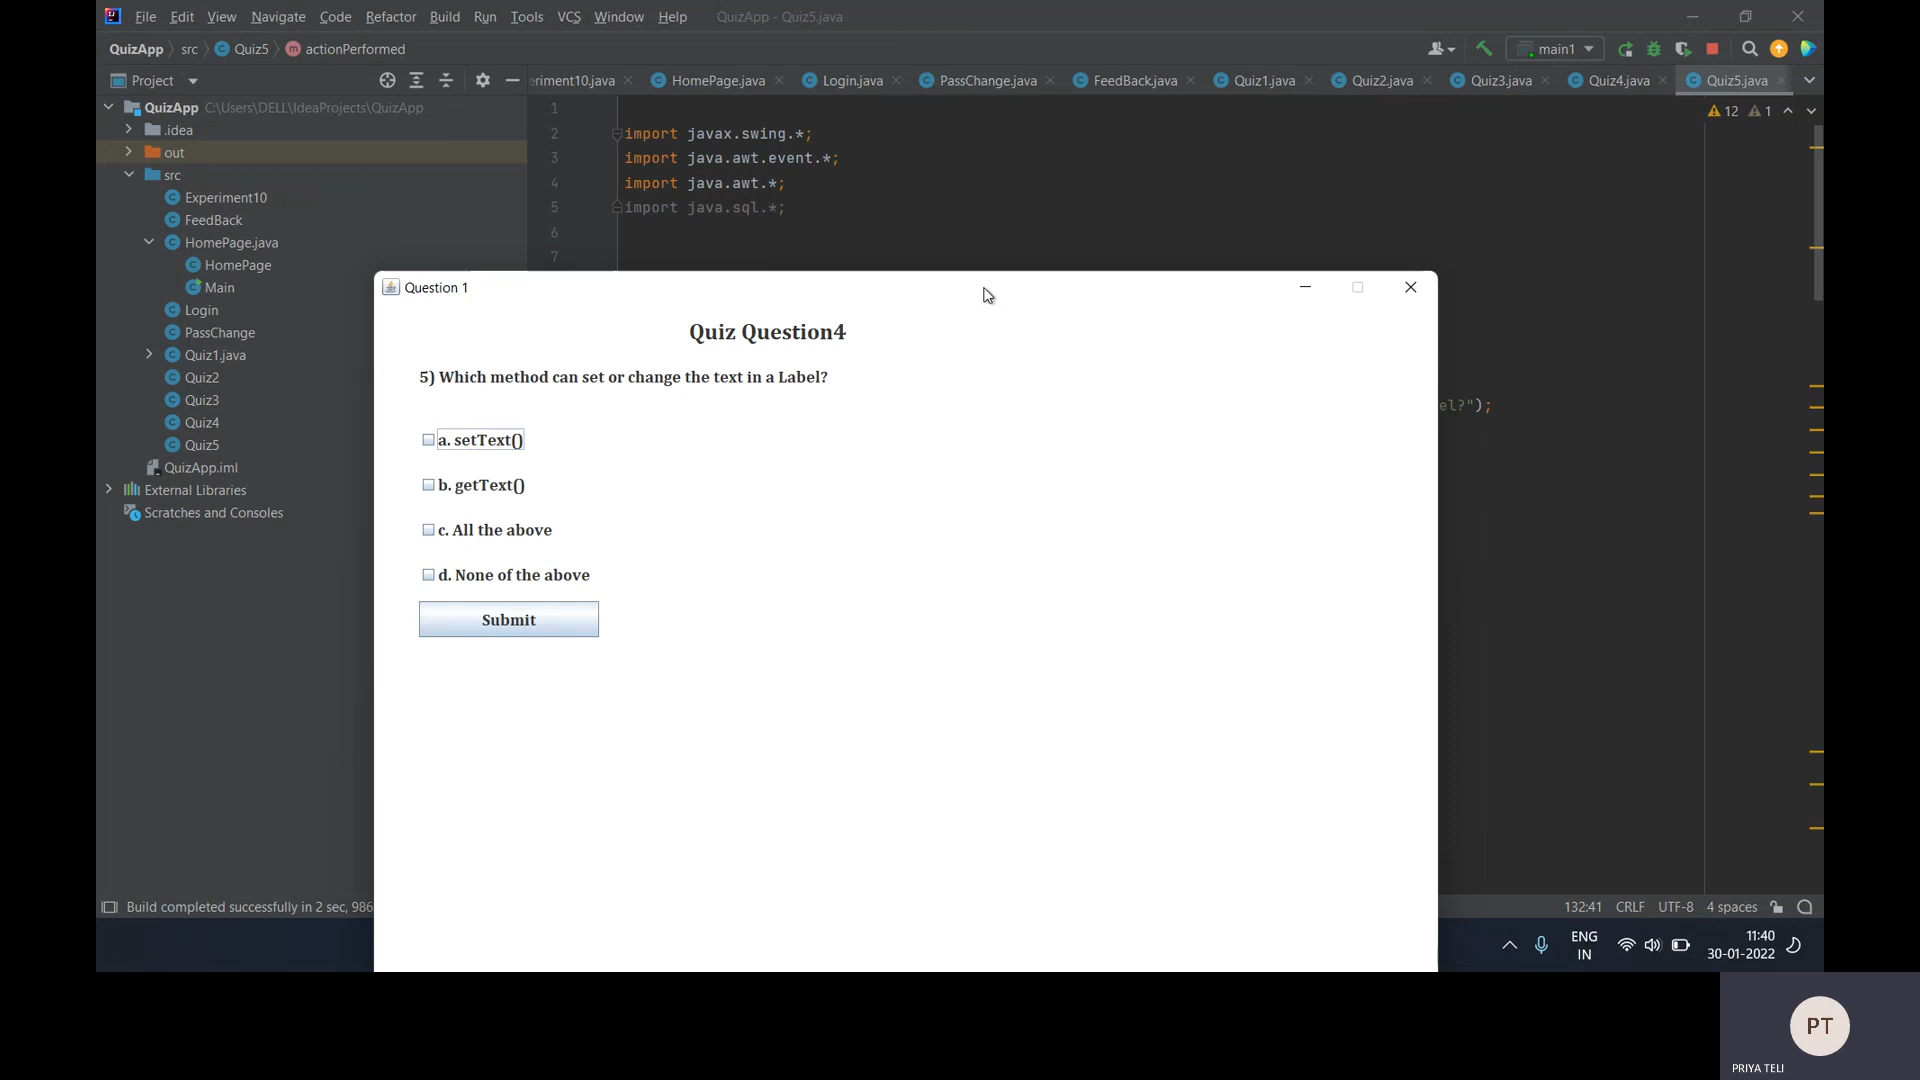 File Edit View Navigate Code Refactor Build Run Tools VCS Window Help QuizApp - Quiz5.java
QuizApp src Quiz5 actionPerformed
main1
Project
eriment10.java HomePage.java Login.java PassChange.java FeedBack.java Quiz1.java Quiz2.java Quiz3.java Quiz4.java Quiz5.java
QuizApp C:\Users\DELL\IdeaProjects\QuizApp
.idea
out
src
Experiment10
FeedBack
HomePage.java
HomePage
Main
Login
PassChange
Quiz1.java
Quiz2
Quiz3
Quiz4
Quiz5
QuizApp.iml
External Libraries
Scratches and Consoles
12 1
1
2 import javax.swing.*;
3 import java.awt.event.*;
4 import java.awt.*;
5 import java.sql.*;
6
7
el?");
Question 1
Quiz Question4
5) Which method can set or change the text in a Label?
a. setText()
b. getText()
c. All the above
d. None of the above
Submit
Build completed successfully in 2 sec, 986
132:41 CRLF UTF-8 4 spaces
ENG
IN
11:40
30-01-2022
PT
PRIYA TELI